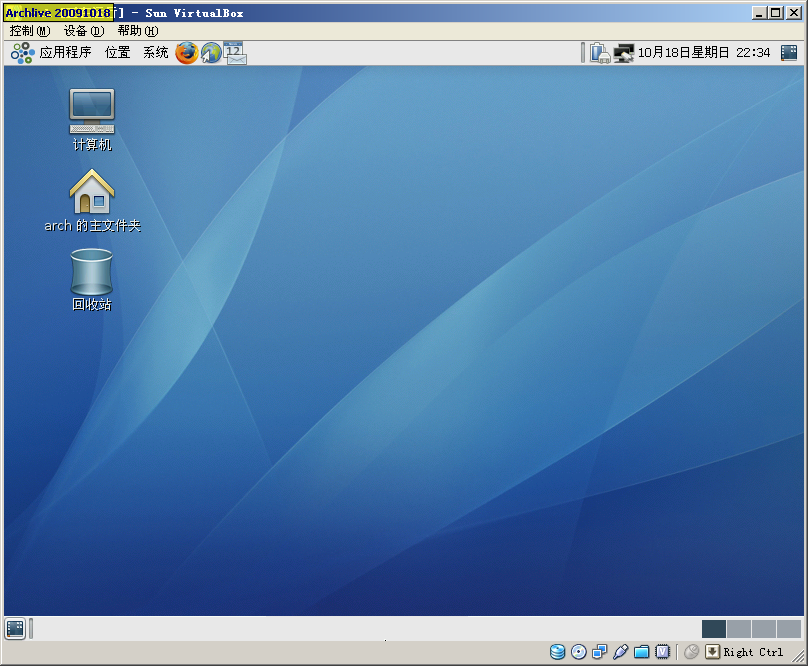 Archlive 20091018 行] - Sun VirtualBox
控制(M) 设备(D) 帮助(H)
应用程序 位置 系统 12 10月18日星期日 22:34
计算机
arch 的主文件夹
回收站
Right Ctrl